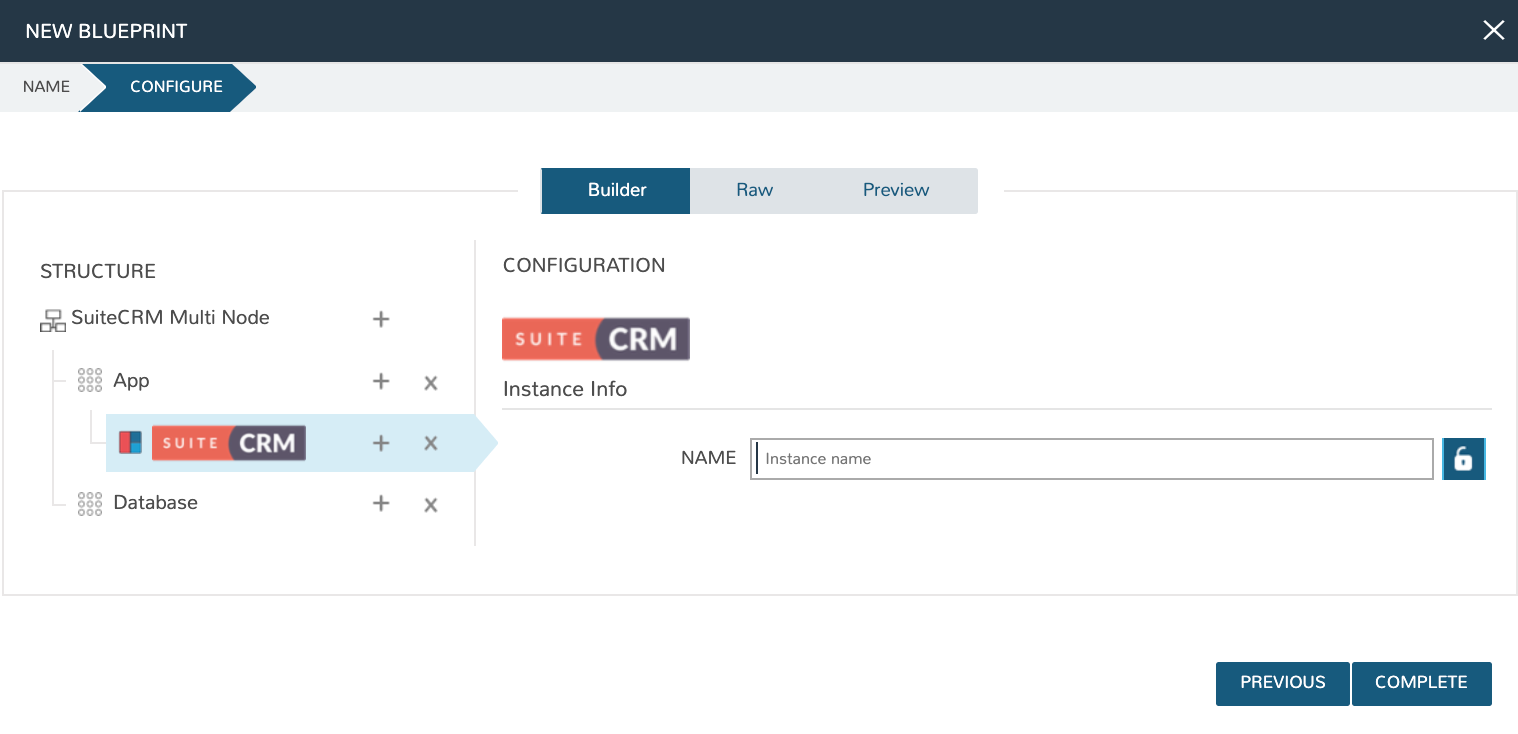 NEW BLUEPRINT
NAME
CONFIGURE
Builder
Raw
Preview
STRUCTURE
SuiteCRM Multi Node
App
SUITE CRM
Database
CONFIGURATION
SUITE CRM
Instance Info
NAME
Instance name
PREVIOUS
COMPLETE